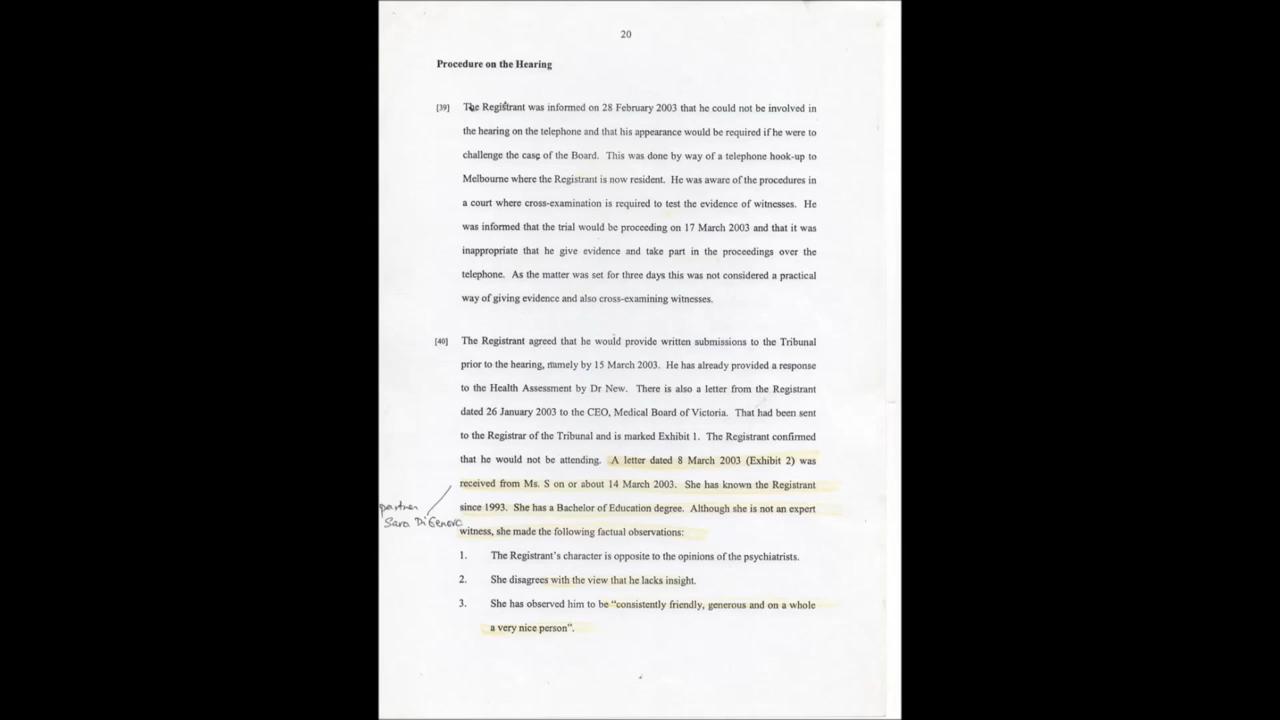 20
Procedure on the Hearing
[39] The Registrant was informed on 28 February 2003 that he could not be involved in
the hearing on the telephone and that his appearance would be required if he were to
challenge the case of the Board. This was done by way of a telephone hook-up to
Melbourne where the Registrant is now resident. He was aware of the procedures in
a court where cross-examination is required to test the evidence of witnesses. He
was informed that the trial would be proceeding on 17 March 2003 and that it was
inappropriate that he give evidence and take part in the proceedings over the
telephone. As the matter was set for three days this was not considered a practical
way of giving evidence and also cross-examining witnesses.
[40] The Registrant agreed that he would provide written submissions to the Tribunal
prior to the hearing, namely by 15 March 2003. He has already provided a response
to the Health Assessment by Dr New. There is also a letter from the Registrant
dated 26 January 2003 to the CEO, Medical Board of Victoria. That had been sent
to the Registrar of the Tribunal and is marked Exhibit 1. The Registrant confirmed
that he would not be attending. A letter dated 8 March 2003 (Exhibit 2) was
received from Ms. S on or about 14 March 2003. She has known the Registrant
since 1993. She has a Bachelor of Education degree. Although she is not an expert
partner
Sara Di Genova
witness, she made the following factual observations:
1. The Registrant's character is opposite to the opinions of the psychiatrists.
2. She disagrees with the view that he lacks insight.
3. She has observed him to be "consistently friendly, generous and on a whole
a very nice person".